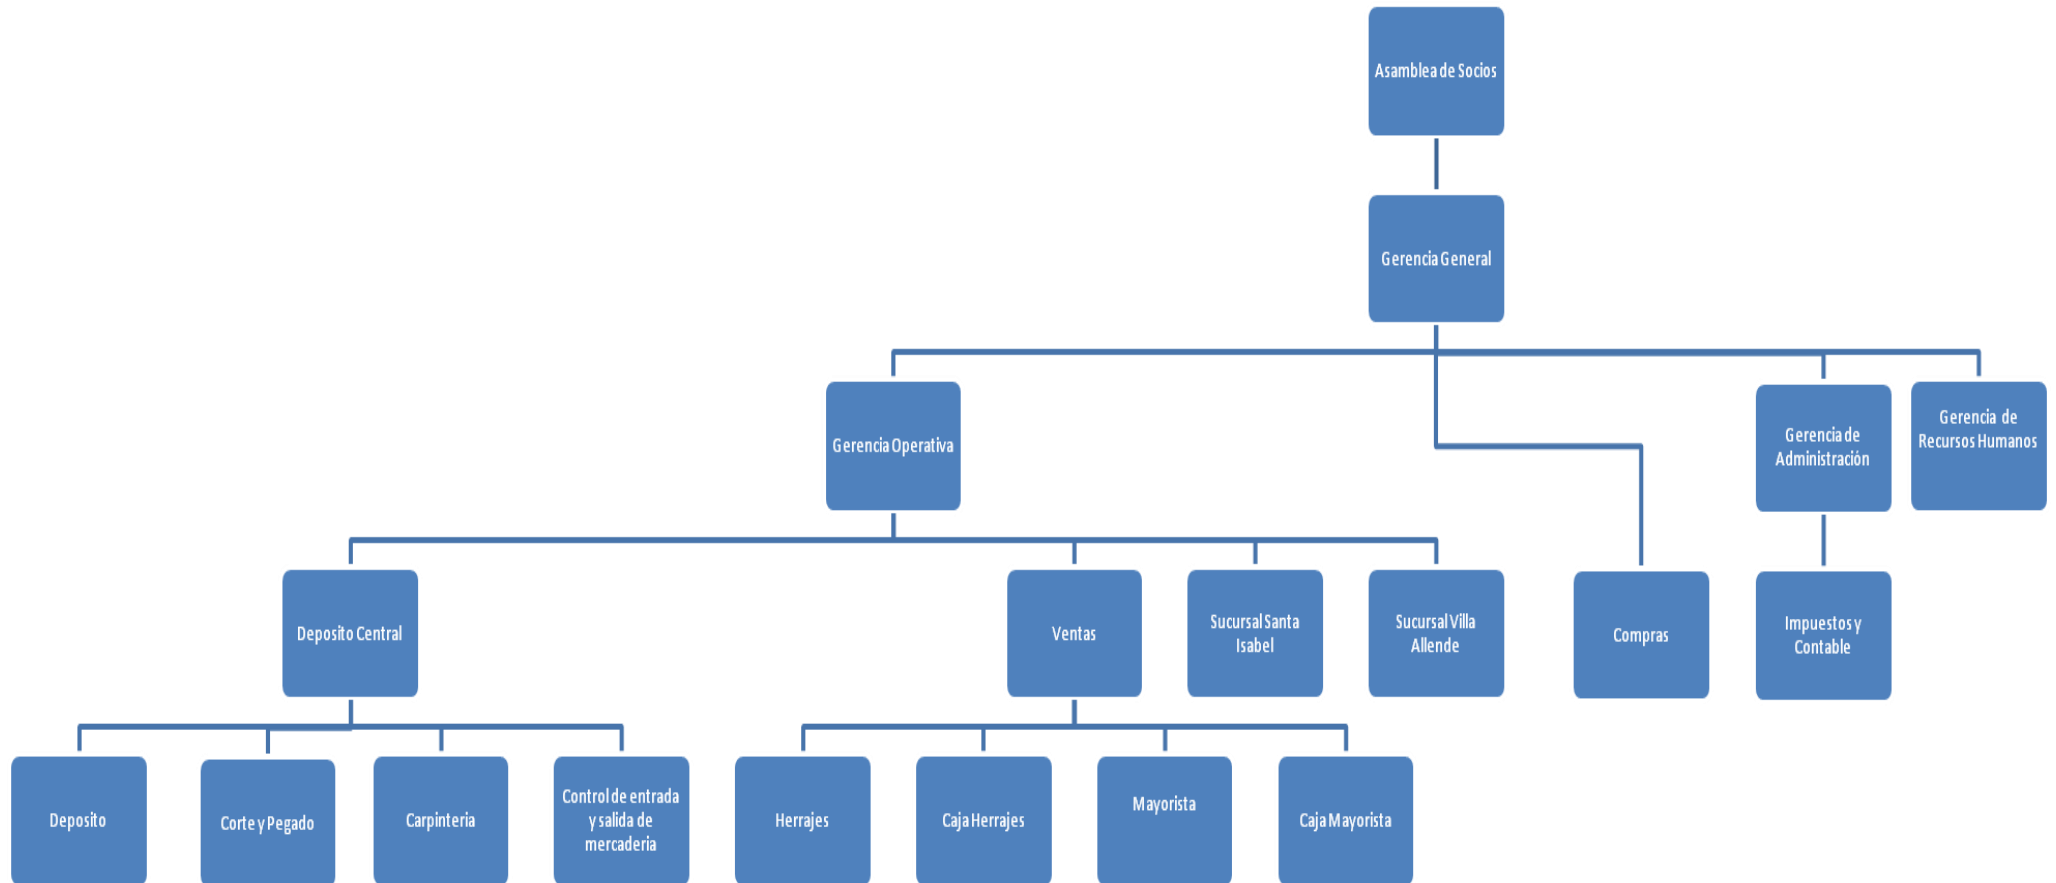 Asamblea de Socios
Gerencia General
Gerencia Operativa
Gerencia de
Administración
Gerencia de
Recursos Humanos
Deposito Central
Ventas
Sucursal Santa
Isabel
Sucursal Villa
Allende
Compras
Impuestos y
Contable
Deposito
Corte y Pegado
Carpinteria
Control de entrada
y salida de
mercaderia
Herrajes
Caja Herrajes
Mayorista
Caja Mayorista